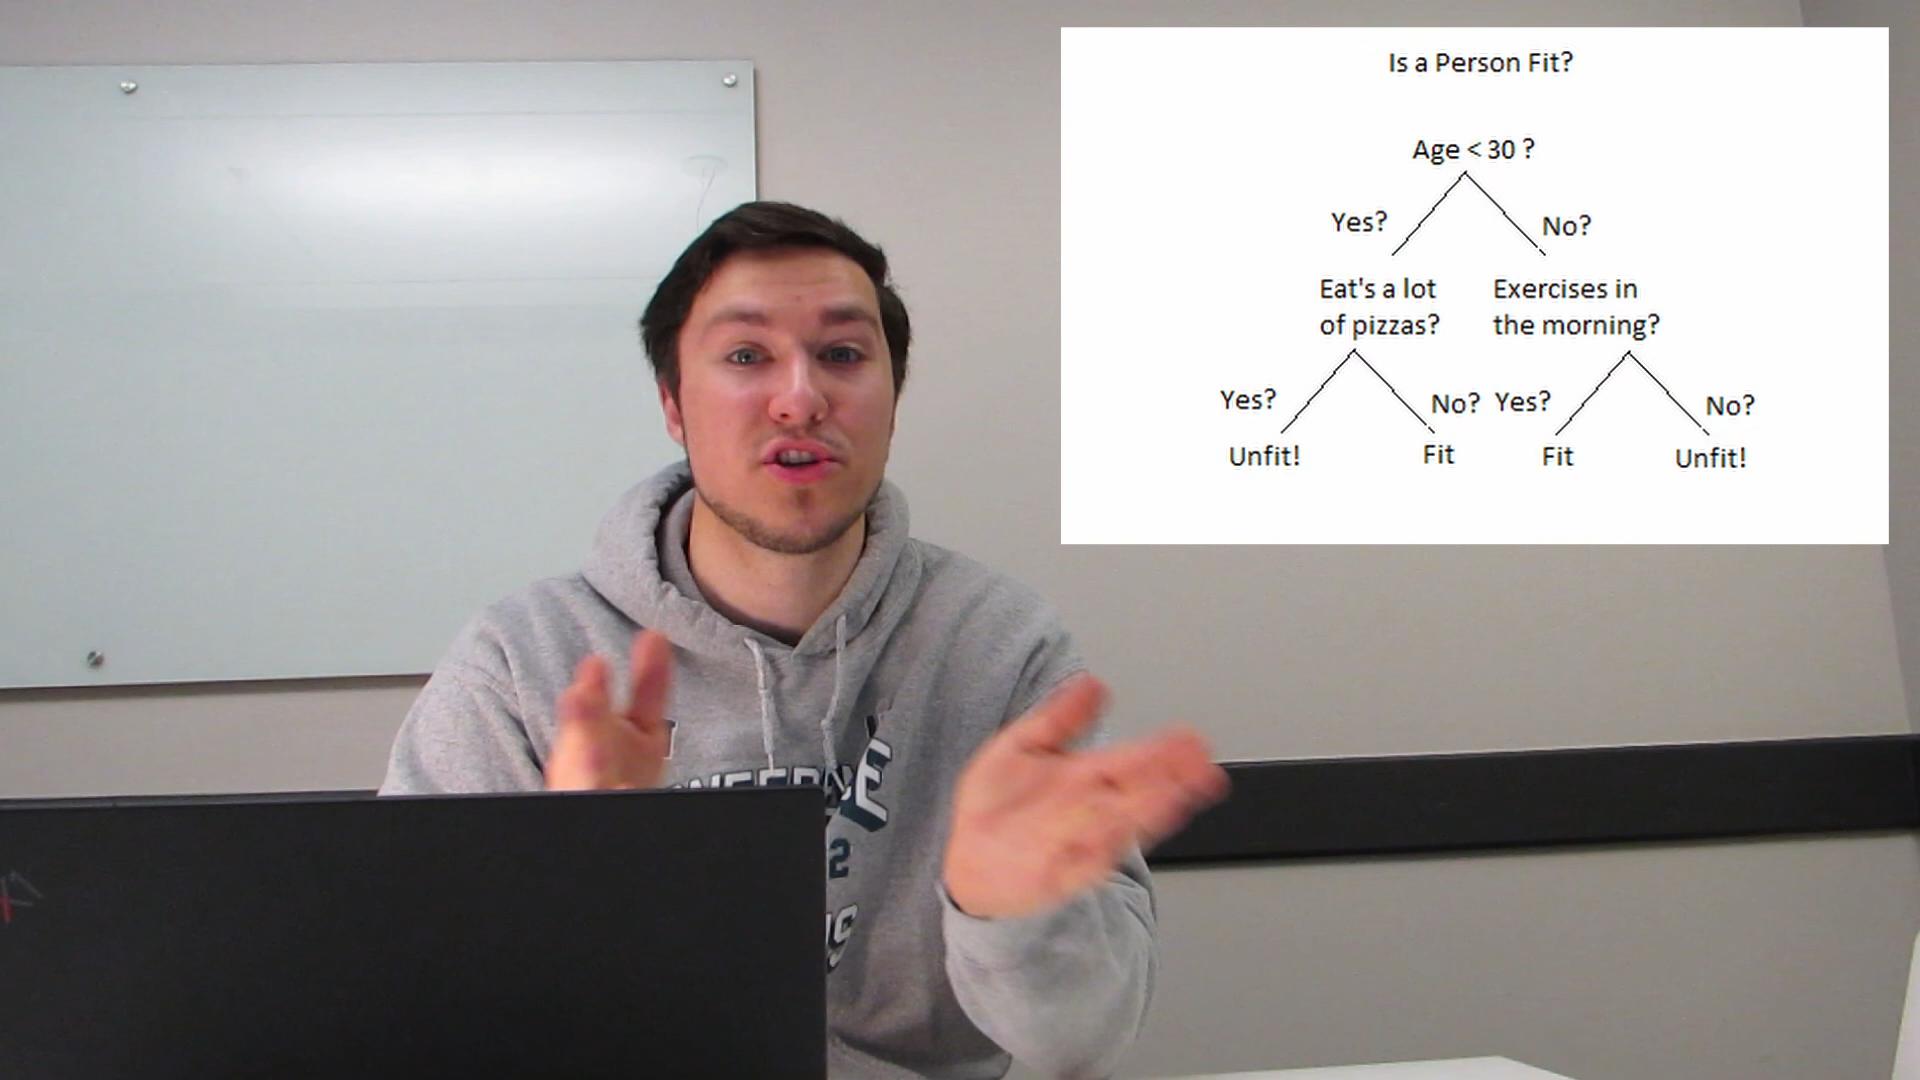 Is a Person Fit?
Age < 30 ?
Yes?
No?
Eat's a lot
of pizzas?
Exercises in
the morning?
Yes?
No?
Yes?
No?
Unfit!
Fit
Fit
Unfit!